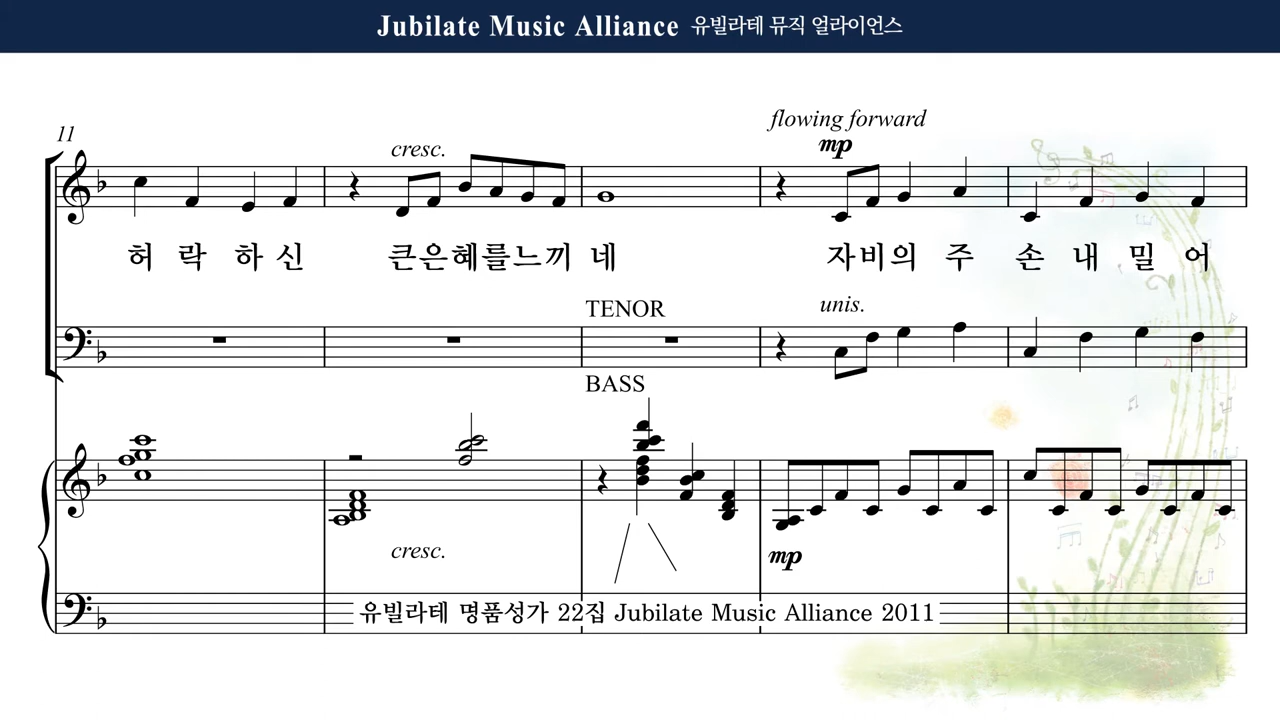 Jubilate Music Alliance 유빌라테 뮤직 얼라이언스
flowing forward
11
cresc.
mp
허 락 하 신 큰은혜를느끼 네 자비의 주 손 내 밀 어
TENOR
unis.
BASS
cresc.
mp
유빌라테 명품성가 22집 Jubilate Music Alliance 2011